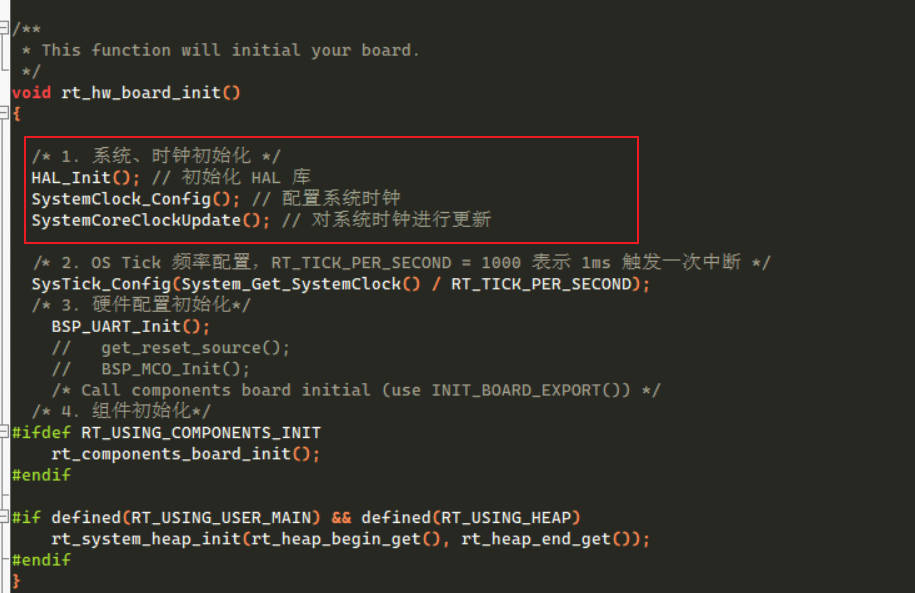 /**
 * This function will initial your board.
 */
void rt_hw_board_init()
{
/* 1. 系统、时钟初始化 */
HAL_Init(); // 初始化 HAL 库
SystemClock_Config(); // 配置系统时钟
SystemCoreClockUpdate(); // 对系统时钟进行更新
/* 2. OS Tick 频率配置，RT_TICK_PER_SECOND = 1000 表示 1ms 触发一次中断 */
SysTick_Config(System_Get_SystemClock() / RT_TICK_PER_SECOND);
/* 3. 硬件配置初始化*/
BSP_UART_Init();
//   get_reset_source();
//   BSP_MCO_Init();
/* Call components board initial (use INIT_BOARD_EXPORT()) */
/* 4. 组件初始化*/
#ifdef RT_USING_COMPONENTS_INIT
rt_components_board_init();
#endif
#if defined(RT_USING_USER_MAIN) && defined(RT_USING_HEAP)
rt_system_heap_init(rt_heap_begin_get(), rt_heap_end_get());
#endif
}